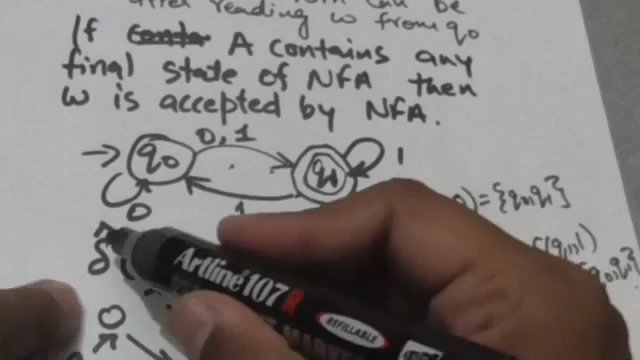 after reading w from q0
If A contains any
final state of NFA then
w is accepted by NFA.
0,1
q0
q1
1
0
1
) = {q0,q1}
δ̂ (
0
Artline 107 R
REFILLABLE